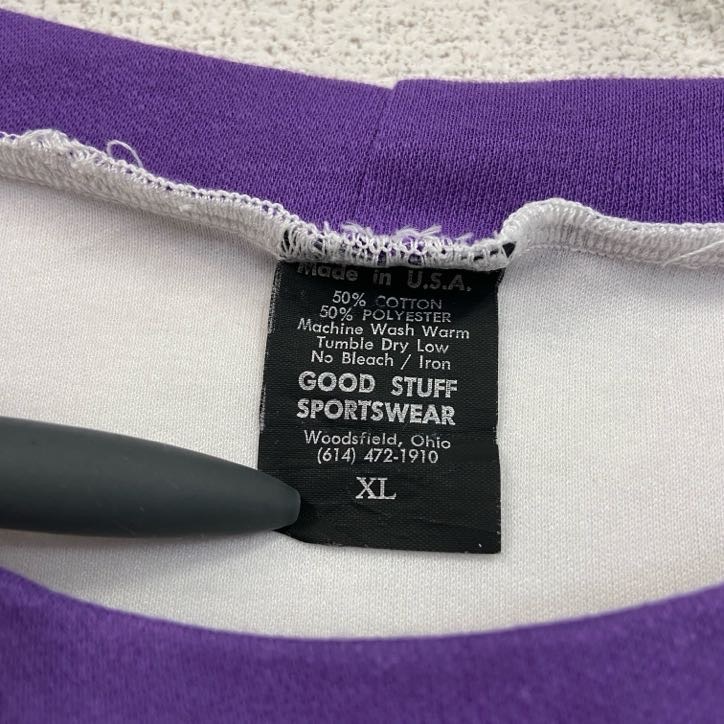 Made in U.S.A.
50% COTTON
50% POLYESTER
Machine Wash Warm
Tumble Dry Low
No Bleach / Iron
GOOD STUFF
SPORTSWEAR
Woodsfield, Ohio
(614) 472-1910
XL